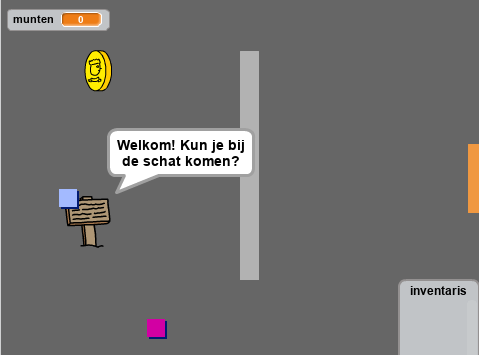 munten 0
Welkom! Kun je bij
de schat komen?
inventaris